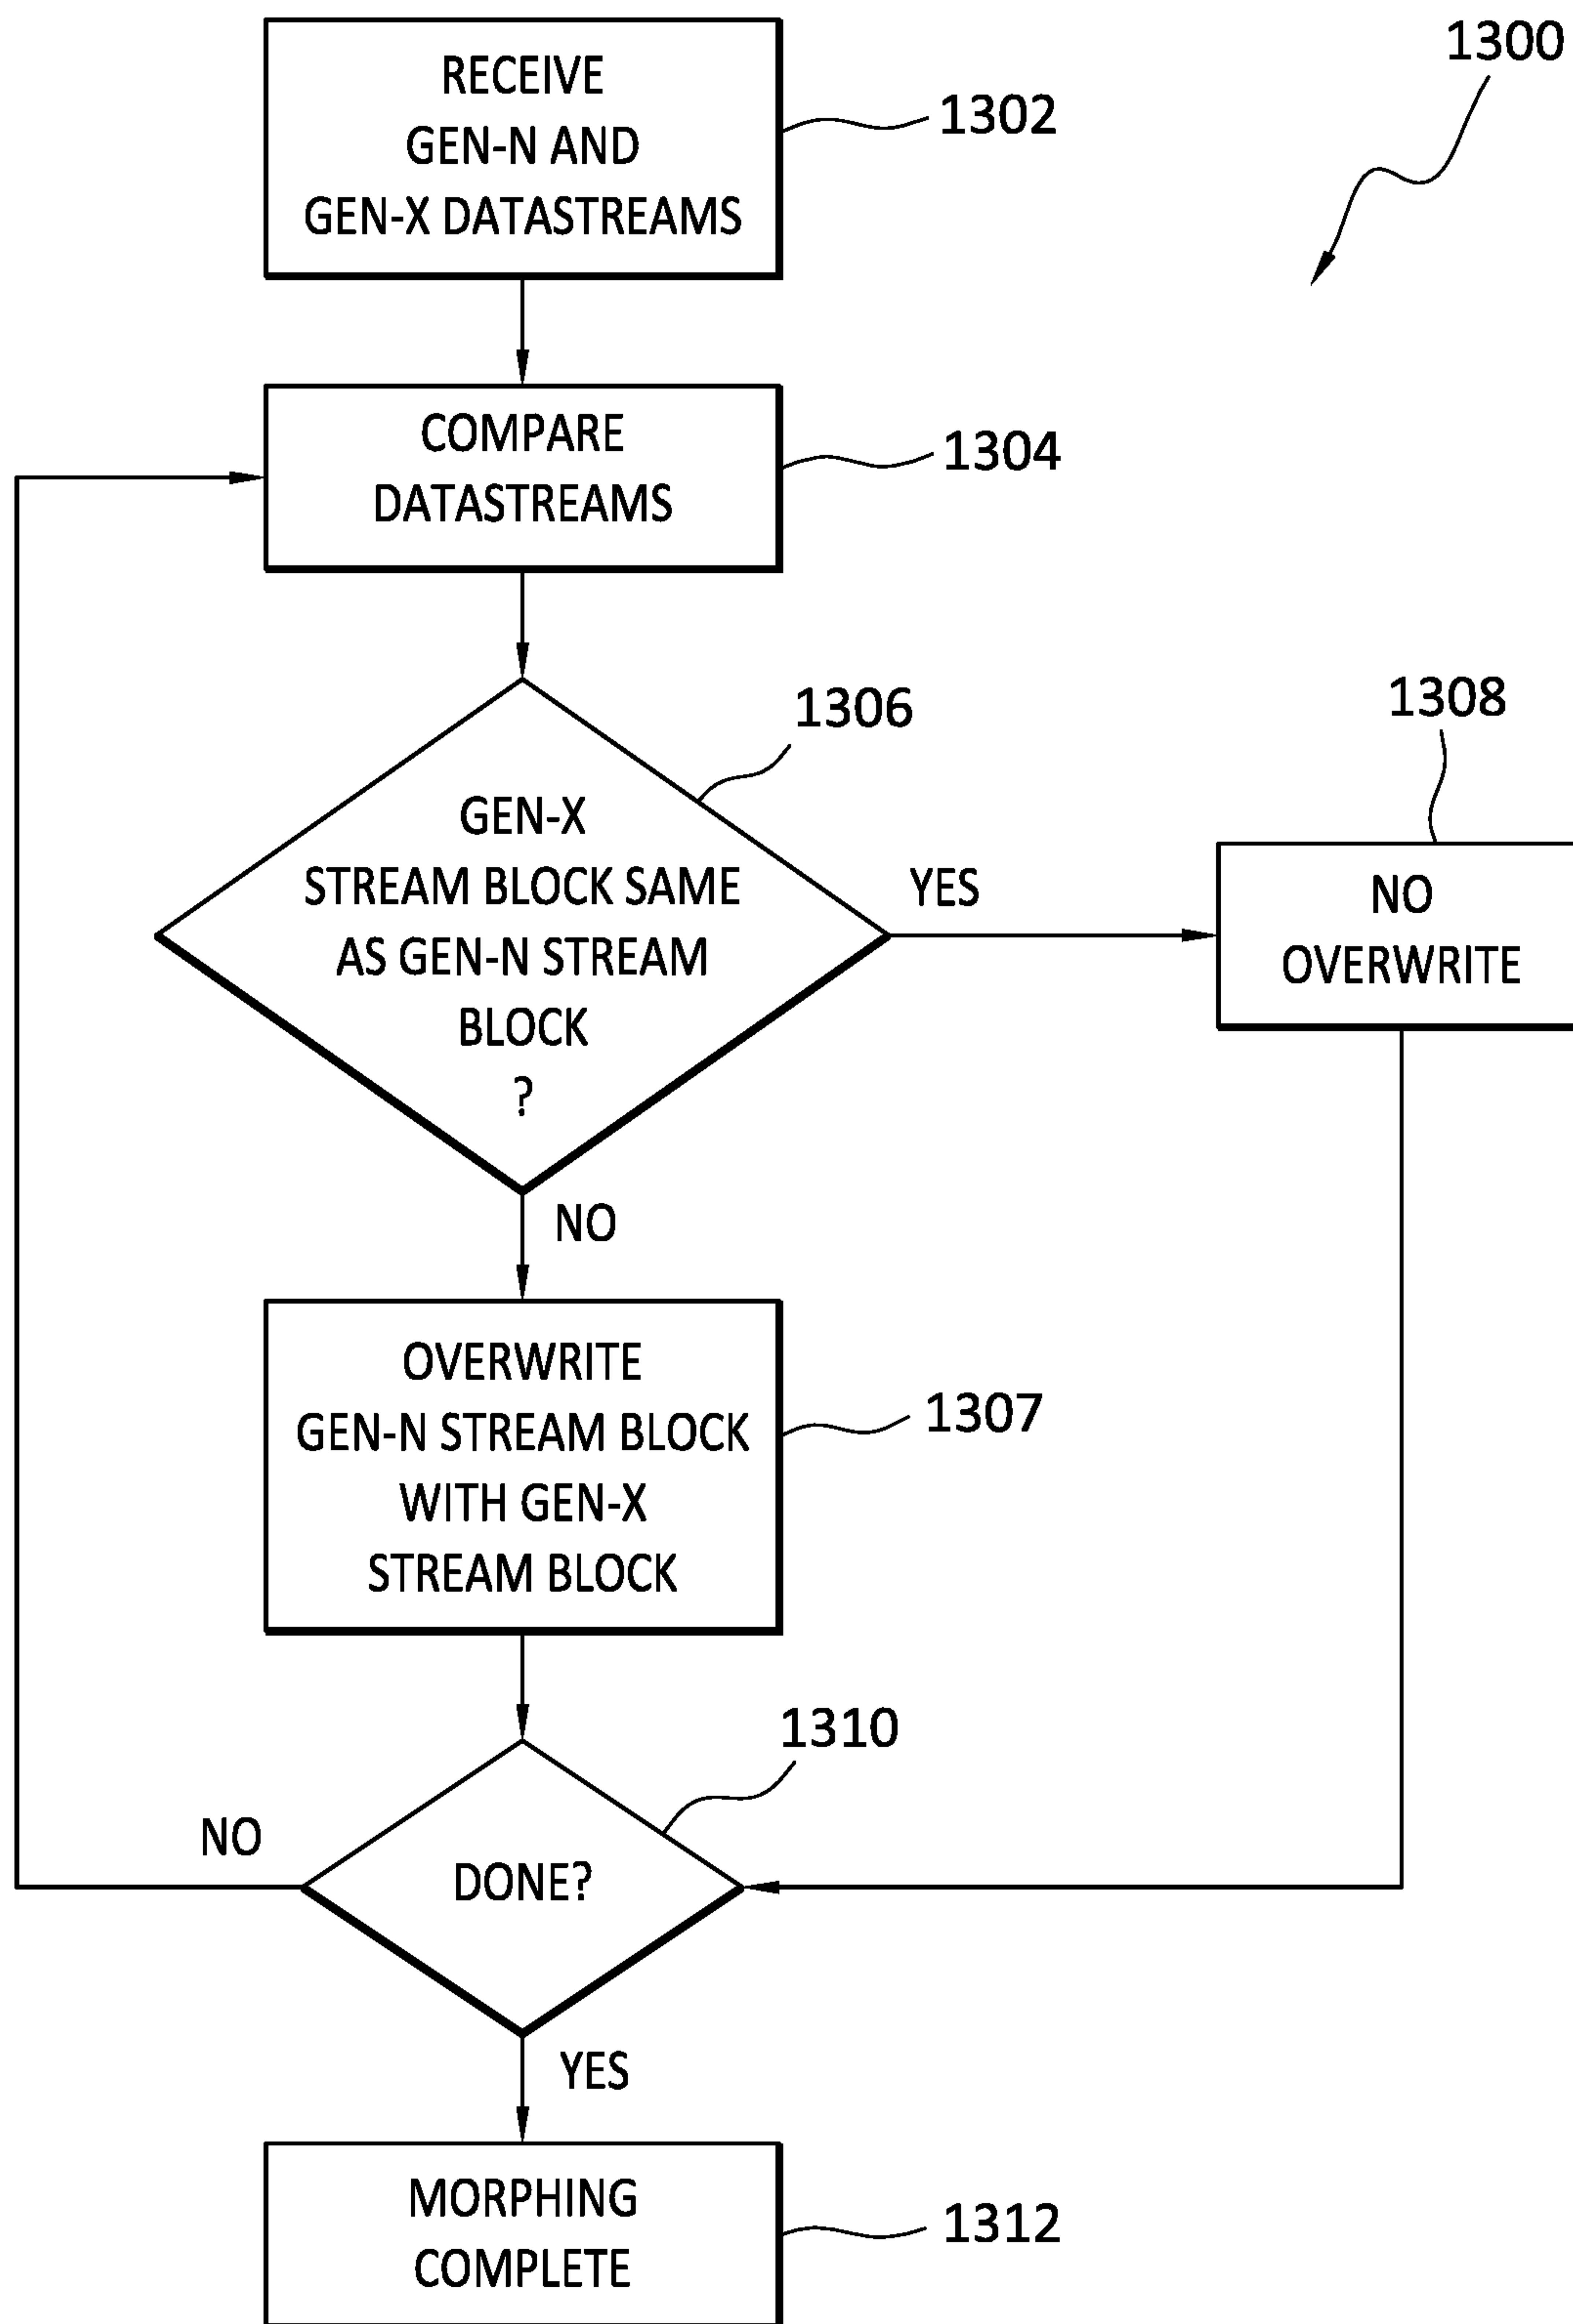 1300
RECEIVE
GEN-N AND
GEN-X DATASTREAMS
1302
COMPARE
DATASTREAMS
1304
1306
GEN-X
STREAM BLOCK SAME
AS GEN-N STREAM
BLOCK
?
YES
1308
NO
OVERWRITE
NO
OVERWRITE
GEN-N STREAM BLOCK
WITH GEN-X
STREAM BLOCK
1307
1310
DONE?
NO
YES
MORPHING
COMPLETE
1312